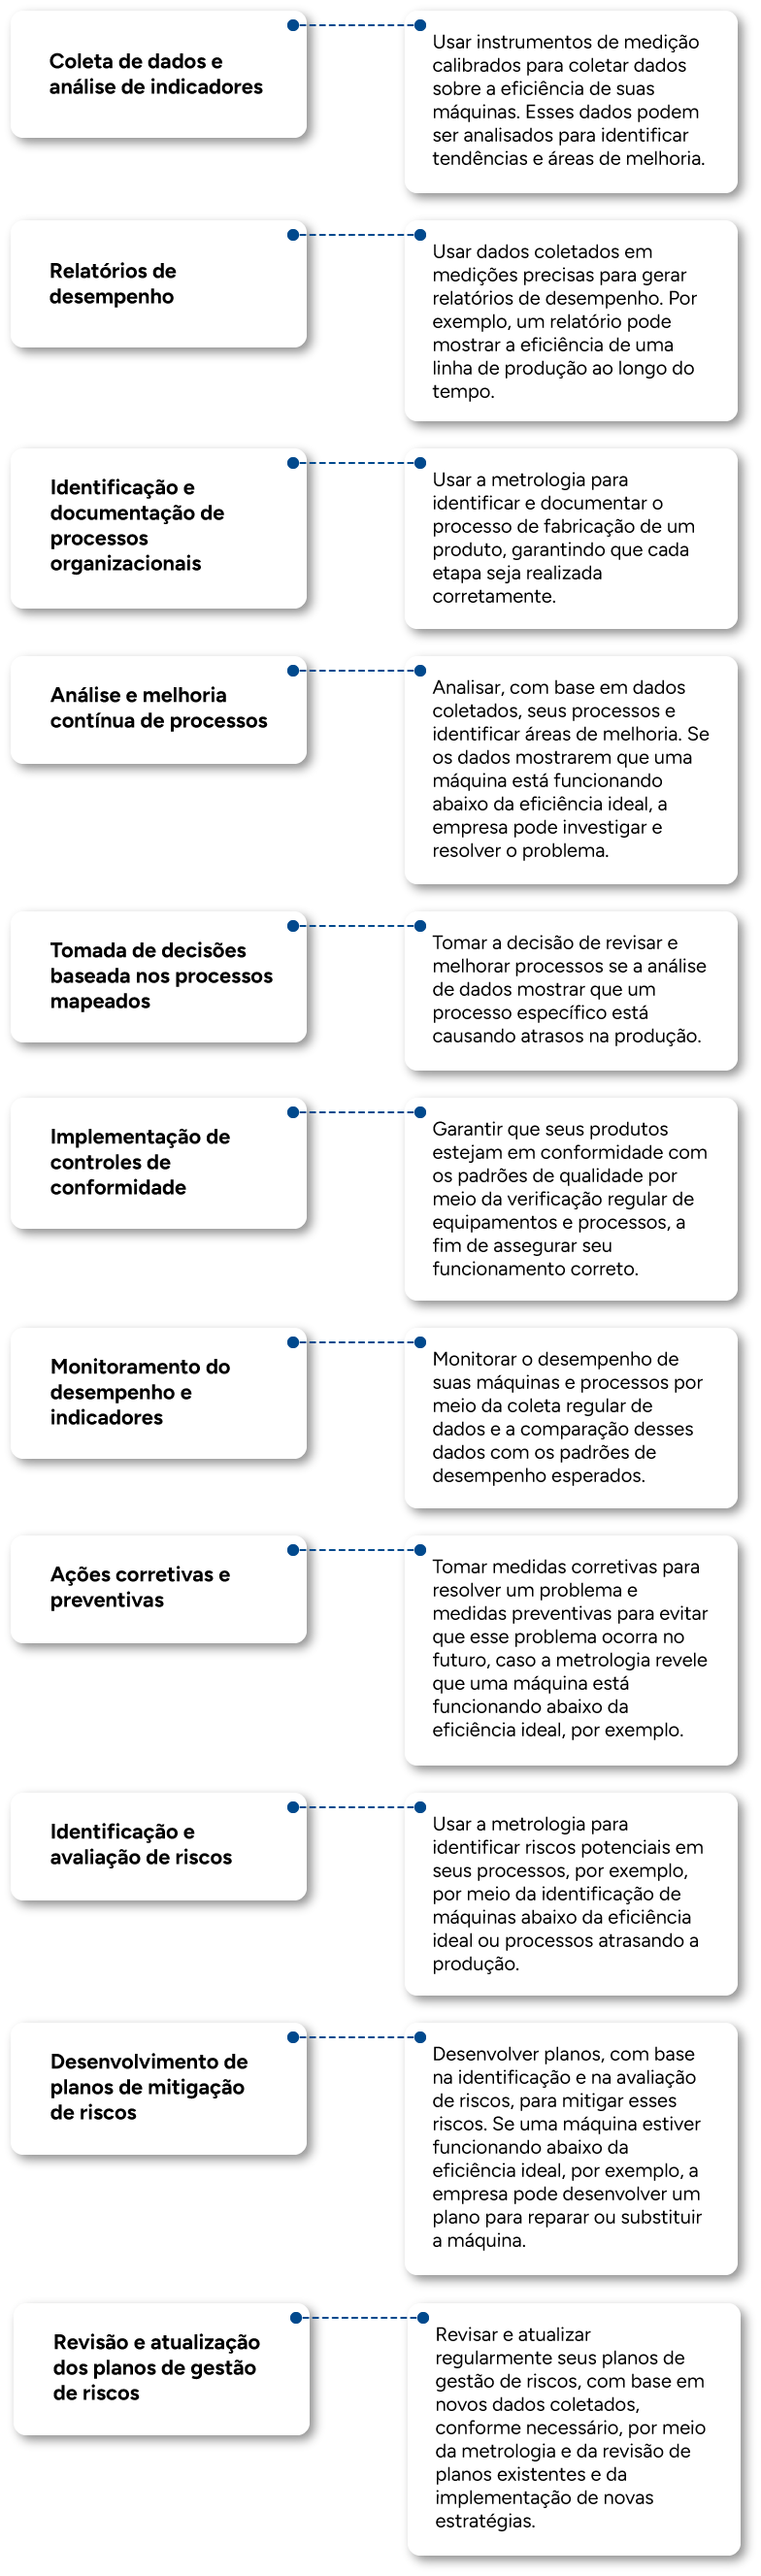 Coleta de dados e
análise de indicadores
Usar instrumentos de medição
calibrados para coletar dados
sobre a eficiência de suas
máquinas. Esses dados podem
ser analisados para identificar
tendências e áreas de melhoria.
Relatórios de
desempenho
Usar dados coletados em
medições precisas para gerar
relatórios de desempenho. Por
exemplo, um relatório pode
mostrar a eficiência de uma
linha de produção ao longo do
tempo.
Identificação e
documentação de
processos
organizacionais
Usar a metrologia para
identificar e documentar o
processo de fabricação de um
produto, garantindo que cada
etapa seja realizada
corretamente.
Análise e melhoria
contínua de processos
Analisar, com base em dados
coletados, seus processos e
identificar áreas de melhoria. Se
os dados mostrarem que uma
máquina está funcionando
abaixo da eficiência ideal, a
empresa pode investigar e
resolver o problema.
Tomada de decisões
baseada nos processos
mapeados
Tomar a decisão de revisar e
melhorar processos se a análise
de dados mostrar que um
processo específico está
causando atrasos na produção.
Implementação de
controles de
conformidade
Garantir que seus produtos
estejam em conformidade com
os padrões de qualidade por
meio da verificação regular de
equipamentos e processos, a
fim de assegurar seu
funcionamento correto.
Monitoramento do
desempenho e
indicadores
Monitorar o desempenho de
suas máquinas e processos por
meio da coleta regular de
dados e a comparação desses
dados com os padrões de
desempenho esperados.
Ações corretivas e
preventivas
Tomar medidas corretivas para
resolver um problema e
medidas preventivas para evitar
que esse problema ocorra no
futuro, caso a metrologia revele
que uma máquina está
funcionando abaixo da
eficiência ideal, por exemplo.
Identificação e
avaliação de riscos
Usar a metrologia para
identificar riscos potenciais em
seus processos, por exemplo,
por meio da identificação de
máquinas abaixo da eficiência
ideal ou processos atrasando a
produção.
Desenvolvimento de
planos de mitigação
de riscos
Desenvolver planos, com base
na identificação e na avaliação
de riscos, para mitigar esses
riscos. Se uma máquina estiver
funcionando abaixo da
eficiência ideal, por exemplo, a
empresa pode desenvolver um
plano para reparar ou substituir
a máquina.
Revisão e atualização
dos planos de gestão
de riscos
Revisar e atualizar
regularmente seus planos de
gestão de riscos, com base em
novos dados coletados,
conforme necessário, por meio
da metrologia e da revisão de
planos existentes e da
implementação de novas
estratégias.